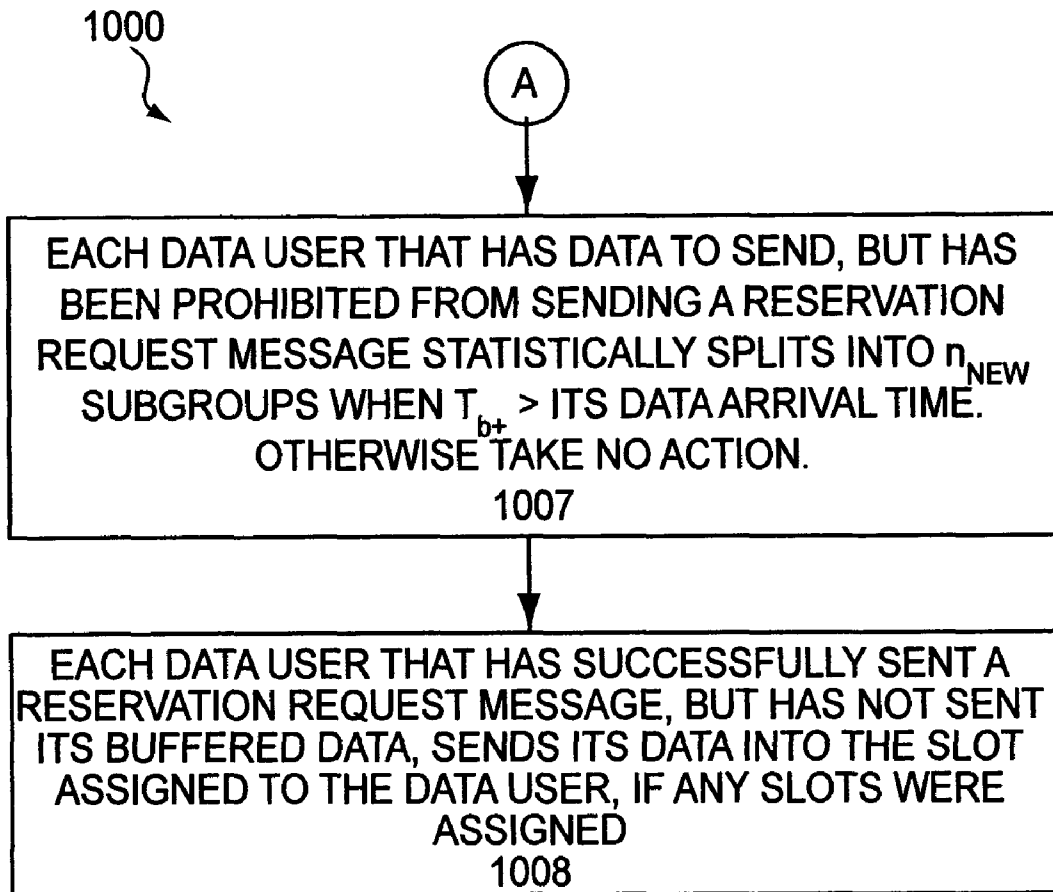 1000
A
EACH DATA USER THAT HAS DATA TO SEND, BUT HAS
BEEN PROHIBITED FROM SENDING A RESERVATION
REQUEST MESSAGE STATISTICALLY SPLITS INTO n_NEW
SUBGROUPS WHEN T_b+ > ITS DATA ARRIVAL TIME.
OTHERWISE TAKE NO ACTION.
1007
EACH DATA USER THAT HAS SUCCESSFULLY SENT A
RESERVATION REQUEST MESSAGE, BUT HAS NOT SENT
ITS BUFFERED DATA, SENDS ITS DATA INTO THE SLOT
ASSIGNED TO THE DATA USER, IF ANY SLOTS WERE
ASSIGNED
1008